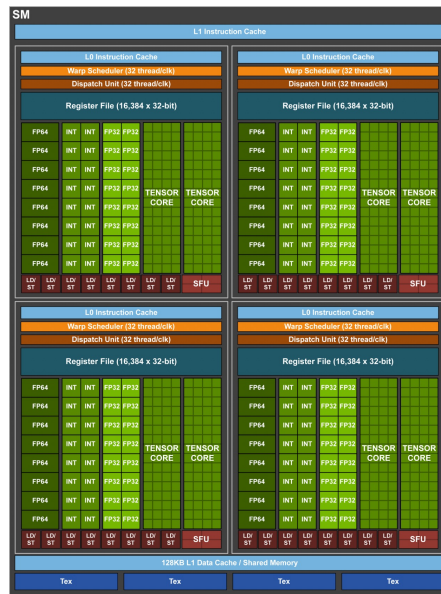 SM
L1 Instruction Cache
L0 Instruction Cache
Warp Scheduler (32 thread/clk)
Dispatch Unit (32 thread/clk)
Register File (16,384 x 32-bit)
FP64 INT INT FP32 FP32
FP64 INT INT FP32 FP32
FP64 INT INT FP32 FP32
FP64 INT INT FP32 FP32
TENSOR CORE TENSOR CORE
FP64 INT INT FP32 FP32
FP64 INT INT FP32 FP32
FP64 INT INT FP32 FP32
FP64 INT INT FP32 FP32
LD/ LD/ LD/ LD/ LD/ LD/ LD/ LD/ SFU
ST ST ST ST ST ST ST ST
L0 Instruction Cache
Warp Scheduler (32 thread/clk)
Dispatch Unit (32 thread/clk)
Register File (16,384 x 32-bit)
FP64 INT INT FP32 FP32
FP64 INT INT FP32 FP32
FP64 INT INT FP32 FP32
FP64 INT INT FP32 FP32
TENSOR CORE TENSOR CORE
FP64 INT INT FP32 FP32
FP64 INT INT FP32 FP32
FP64 INT INT FP32 FP32
FP64 INT INT FP32 FP32
LD/ LD/ LD/ LD/ LD/ LD/ LD/ LD/ SFU
ST ST ST ST ST ST ST ST
L0 Instruction Cache
Warp Scheduler (32 thread/clk)
Dispatch Unit (32 thread/clk)
Register File (16,384 x 32-bit)
FP64 INT INT FP32 FP32
FP64 INT INT FP32 FP32
FP64 INT INT FP32 FP32
FP64 INT INT FP32 FP32
TENSOR CORE TENSOR CORE
FP64 INT INT FP32 FP32
FP64 INT INT FP32 FP32
FP64 INT INT FP32 FP32
FP64 INT INT FP32 FP32
LD/ LD/ LD/ LD/ LD/ LD/ LD/ LD/ SFU
ST ST ST ST ST ST ST ST
L0 Instruction Cache
Warp Scheduler (32 thread/clk)
Dispatch Unit (32 thread/clk)
Register File (16,384 x 32-bit)
FP64 INT INT FP32 FP32
FP64 INT INT FP32 FP32
FP64 INT INT FP32 FP32
FP64 INT INT FP32 FP32
TENSOR CORE TENSOR CORE
FP64 INT INT FP32 FP32
FP64 INT INT FP32 FP32
FP64 INT INT FP32 FP32
FP64 INT INT FP32 FP32
LD/ LD/ LD/ LD/ LD/ LD/ LD/ LD/ SFU
ST ST ST ST ST ST ST ST
128KB L1 Data Cache / Shared Memory
Tex Tex Tex Tex